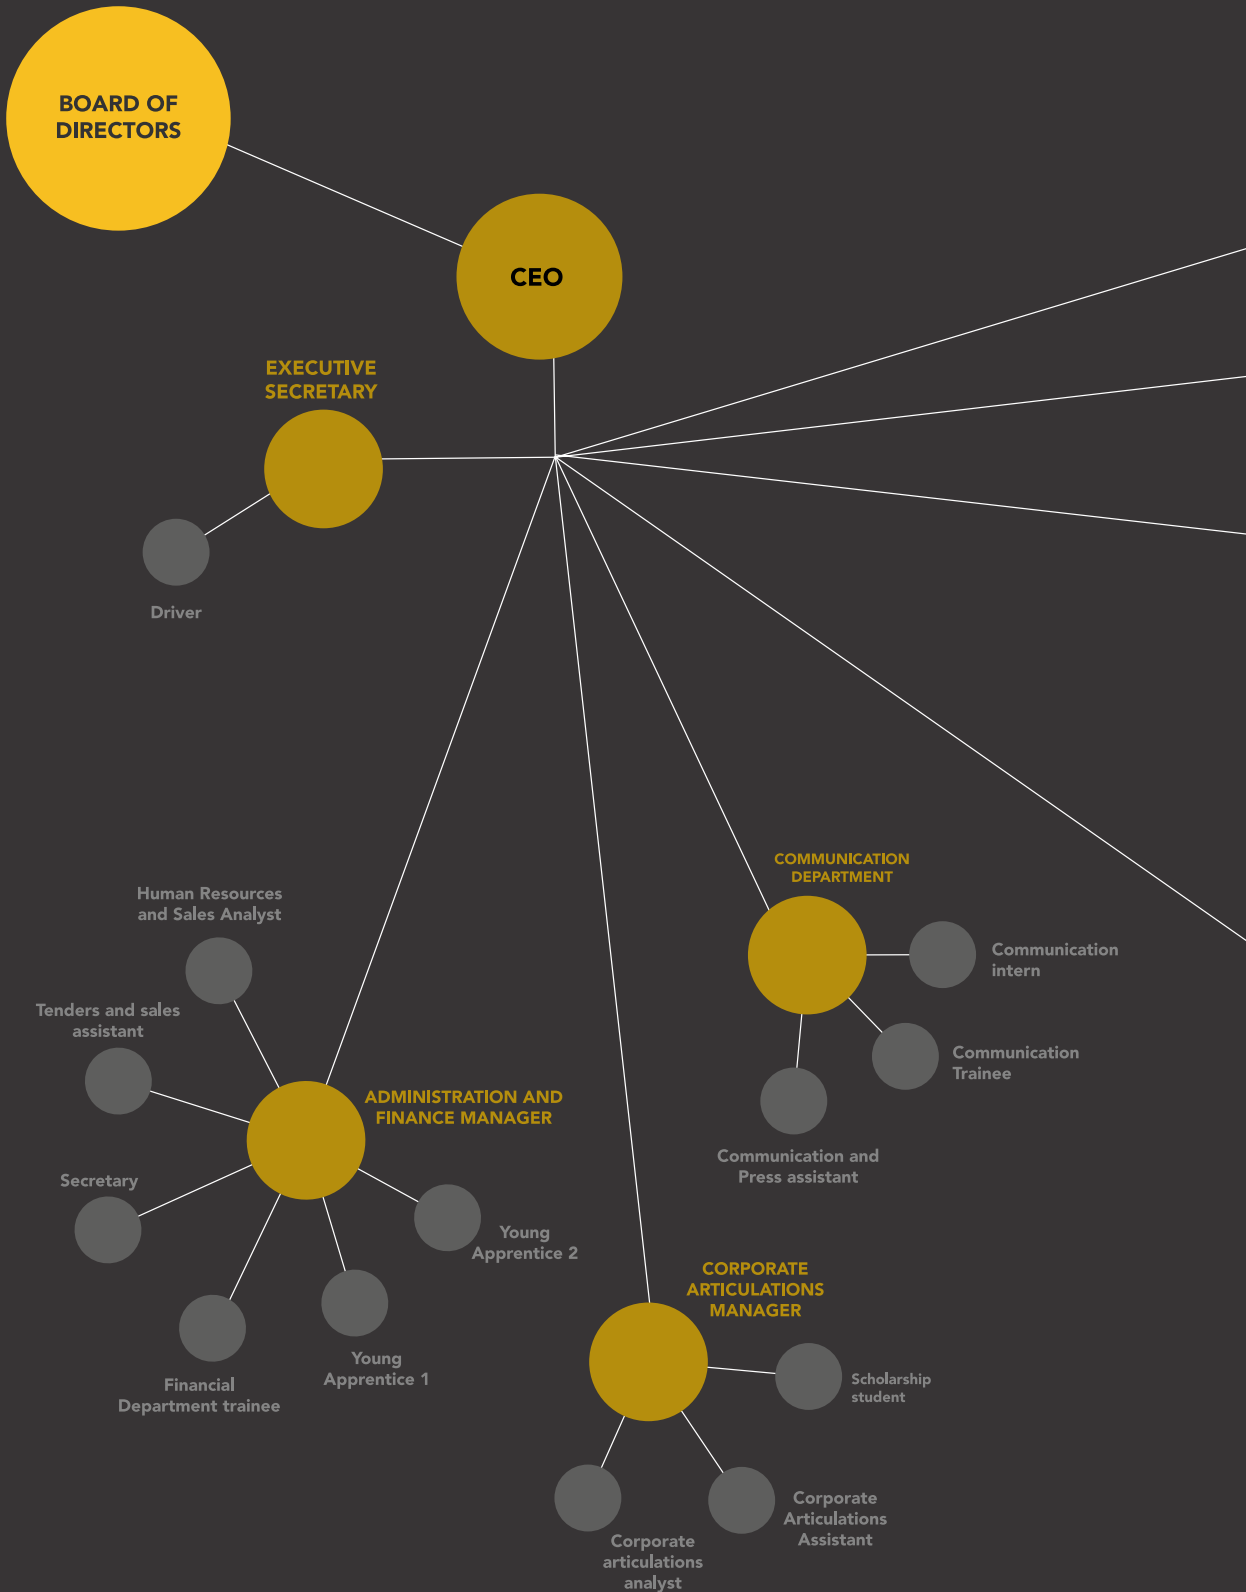 BOARD OF
DIRECTORS
CEO
EXECUTIVE
SECRETARY
Driver
COMMUNICATION
DEPARTMENT
Communication
intern
Communication
Trainee
Communication and
Press assistant
Human Resources
and Sales Analyst
Tenders and sales
assistant
ADMINISTRATION AND
FINANCE MANAGER
Secretary
Young
Apprentice 2
Young
Apprentice 1
Financial
Department trainee
CORPORATE
ARTICULATIONS
MANAGER
Scholarship
student
Corporate
Articulations
Assistant
Corporate
articulations
analyst